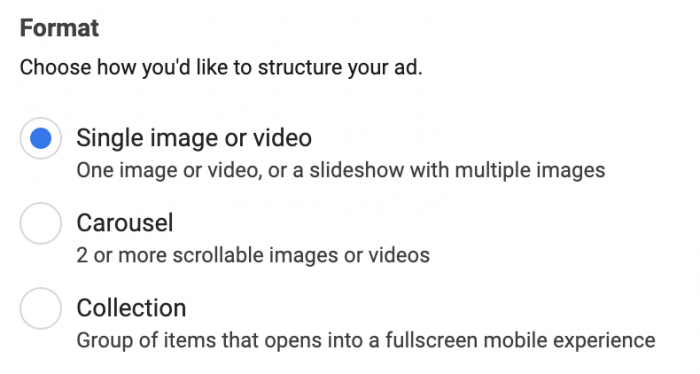 Format
Choose how you'd like to structure your ad.
Single image or video
One image or video, or a slideshow with multiple images
Carousel
2 or more scrollable images or videos
Collection
Group of items that opens into a fullscreen mobile experience